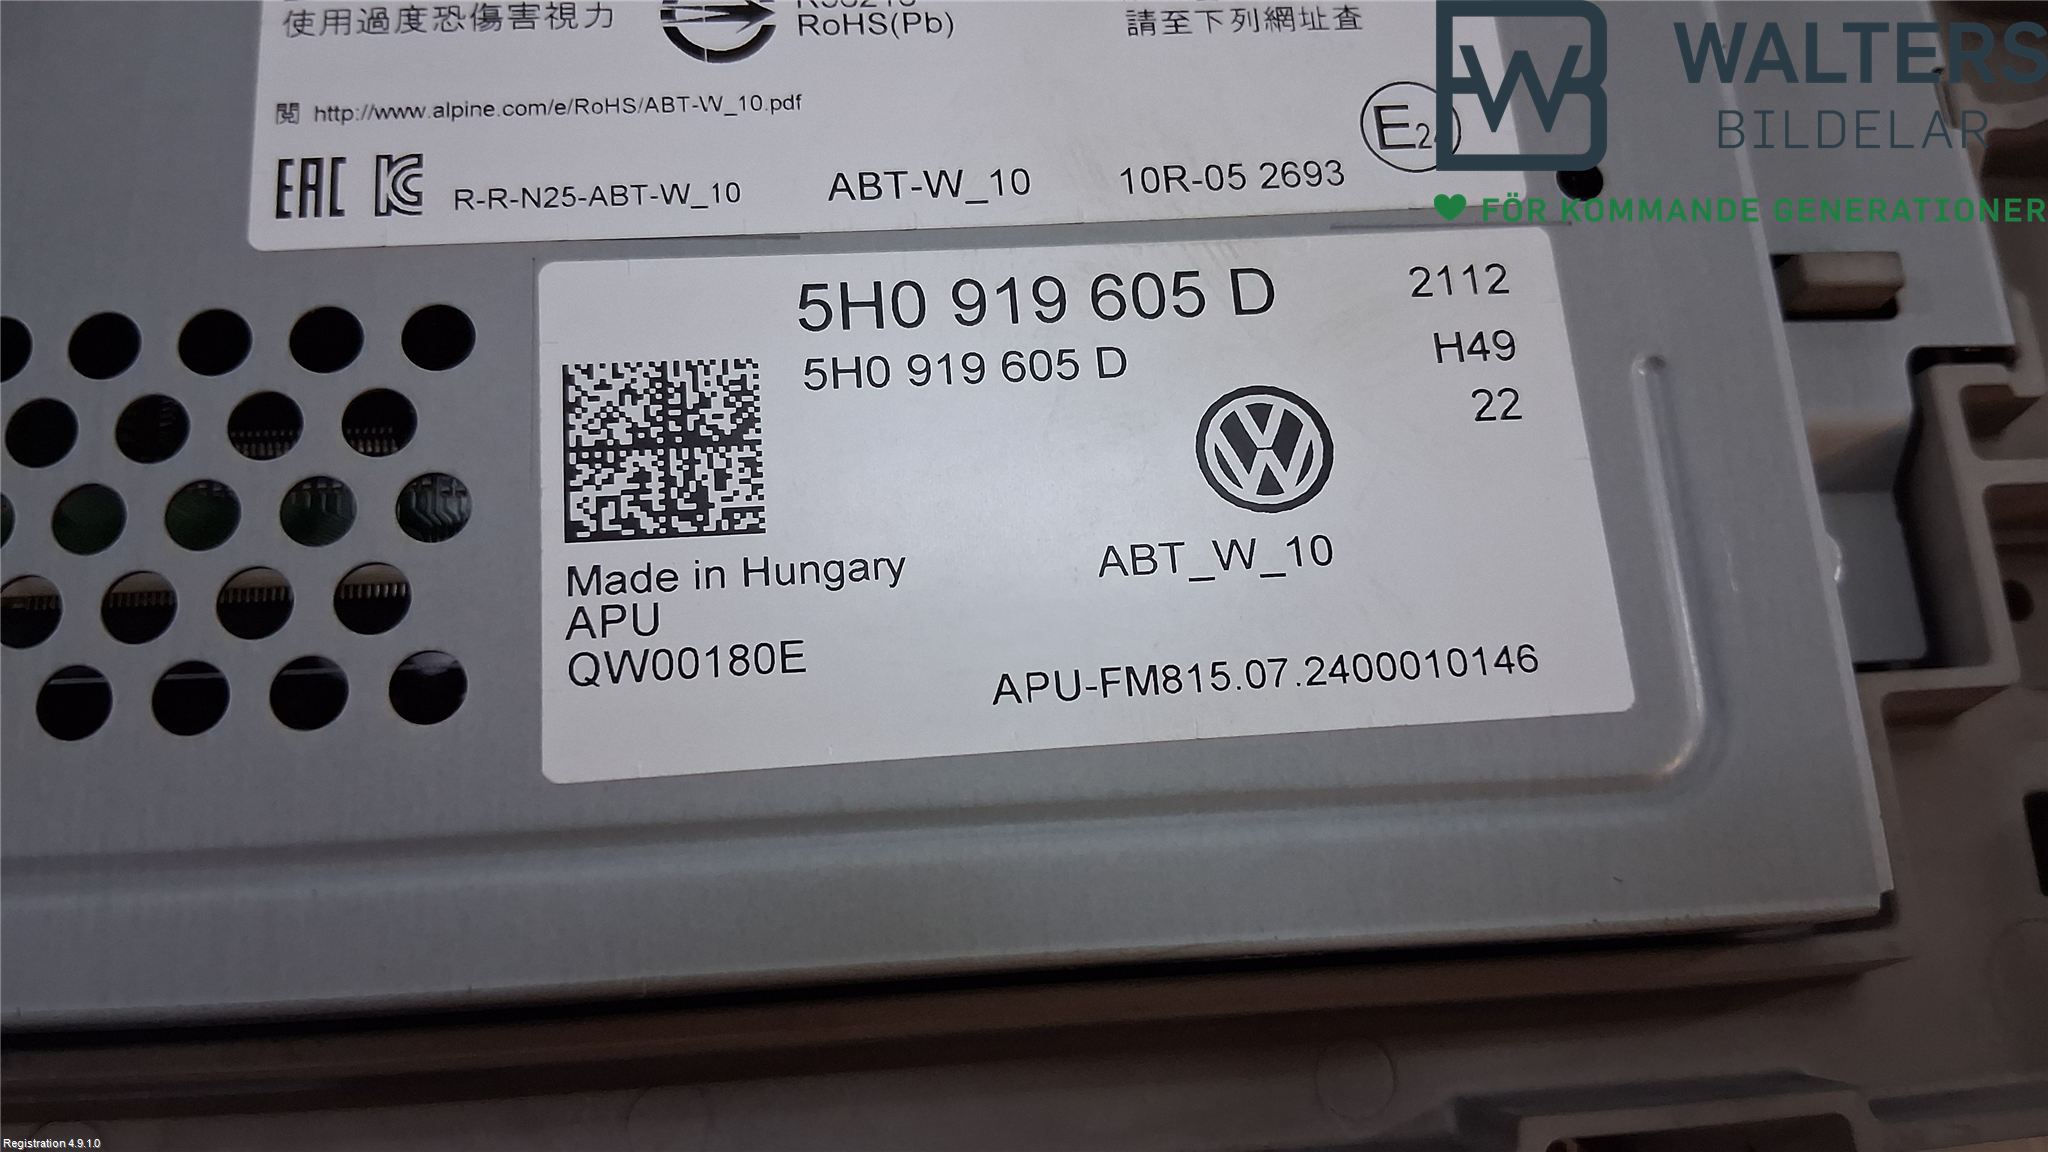 使用過度恐傷害視力
RoHS(Pb)
請至下列網址查
閱 http://www.alpine.com/e/RoHS/ABT-W_10.pdf
EAC KC R-R-N25-ABT-W_10 ABT-W_10 10R-05 2693
WALTERS
BILDELAR
FÖR KOMMANDE GENERATIONER
5H0 919 605 D 2112
5H0 919 605 D H49
22
ABT_W_10
Made in Hungary
APU
QW00180E APU-FM815.07.2400010146
Registration 4.9.1.0